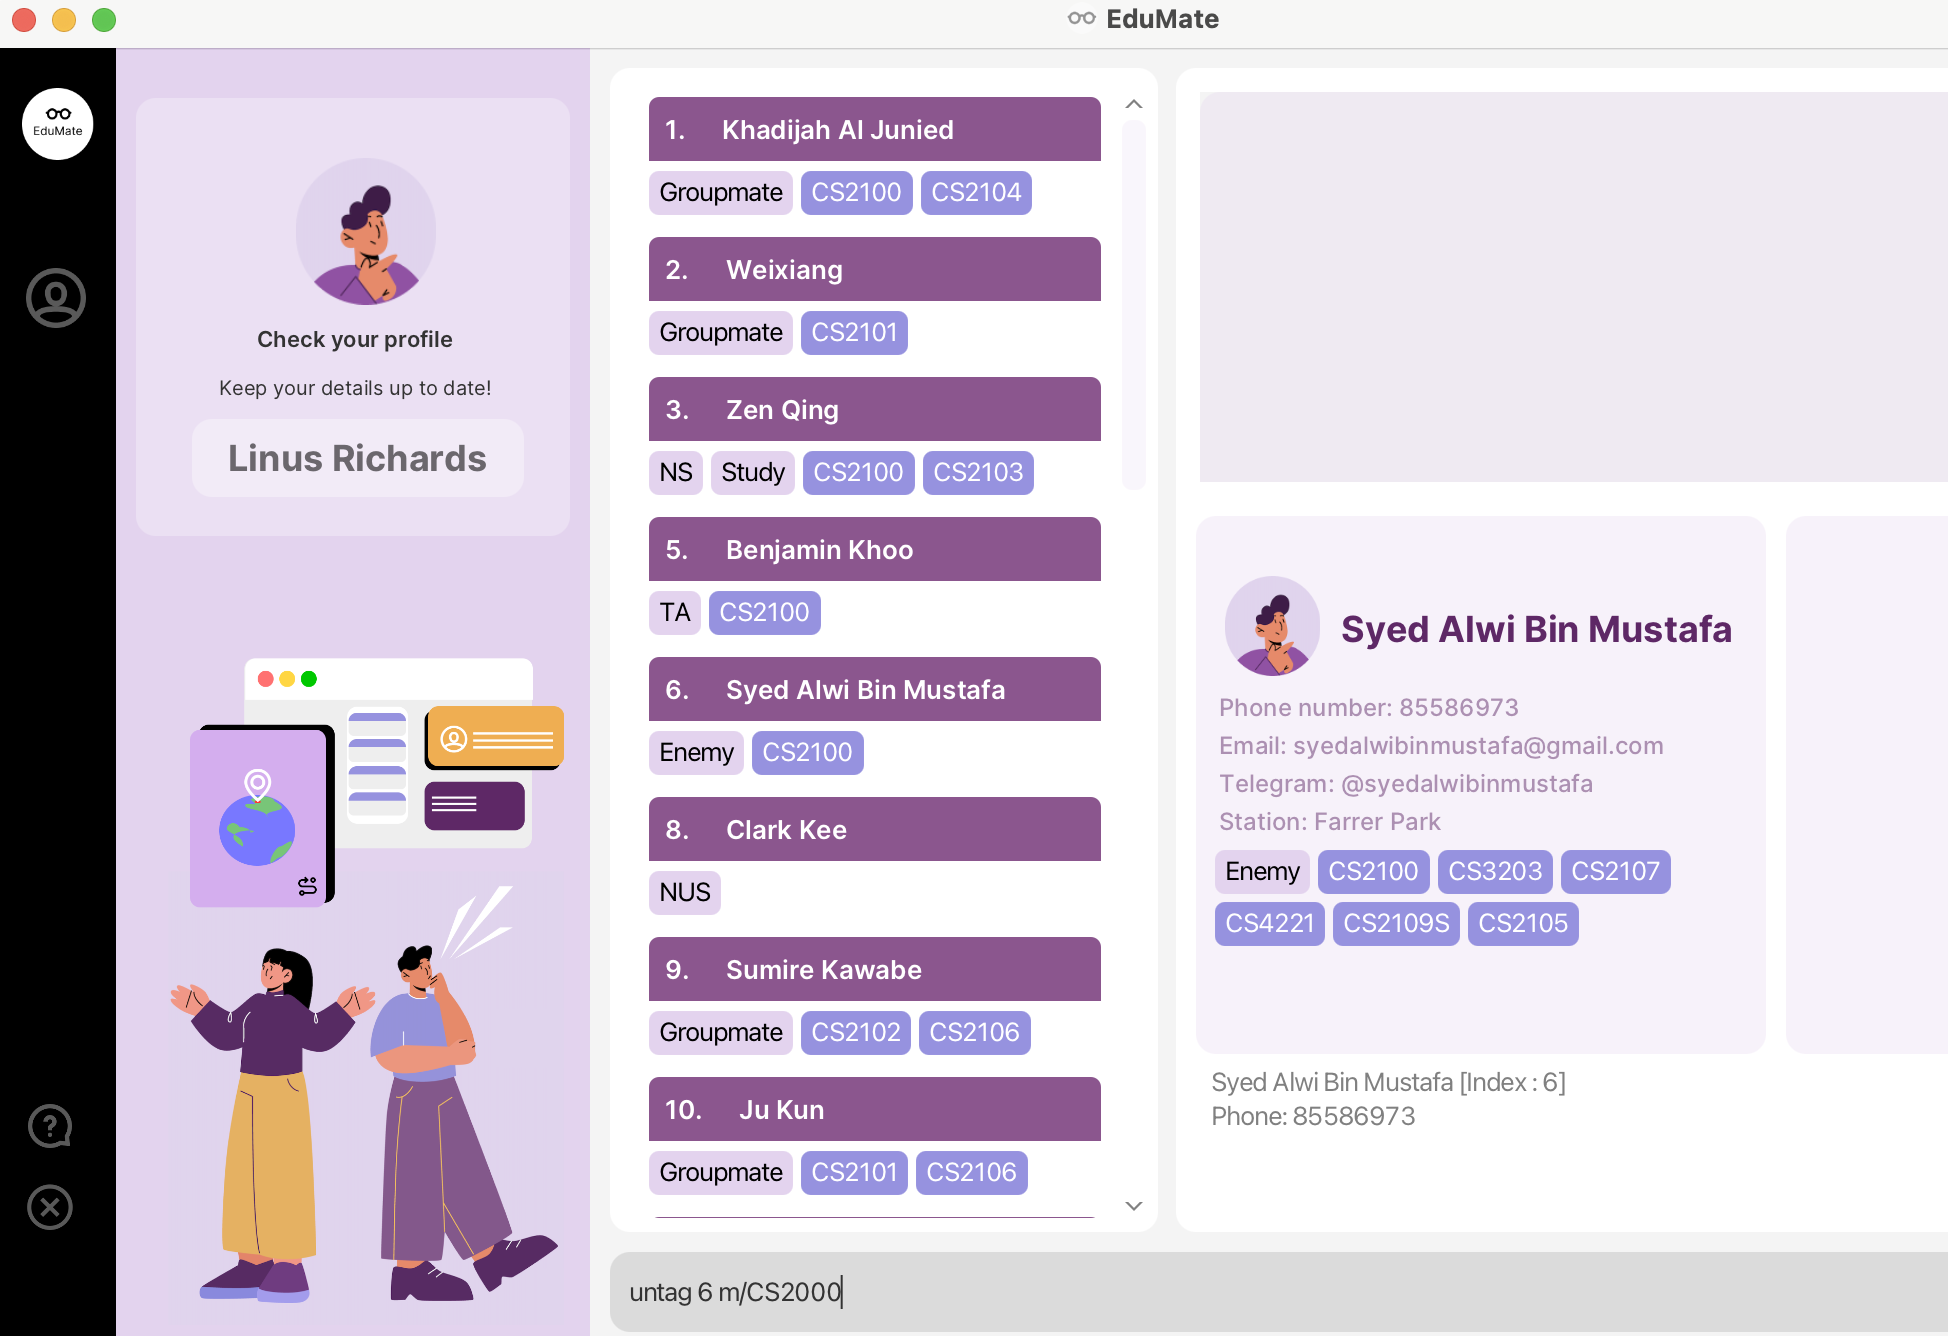 EduMate
EduMate
Check your profile
Keep your details up to date!
Linus Richards
1. Khadijah Al Junied
Groupmate CS2100 CS2104
2. Weixiang
Groupmate CS2101
3. Zen Qing
NS Study CS2100 CS2103
5. Benjamin Khoo
TA CS2100
6. Syed Alwi Bin Mustafa
Enemy CS2100
8. Clark Kee
NUS
9. Sumire Kawabe
Groupmate CS2102 CS2106
10. Ju Kun
Groupmate CS2101 CS2106
Syed Alwi Bin Mustafa
Phone number: 85586973
Email: syedalwibinmustafa@gmail.com
Telegram: @syedalwibinmustafa
Station: Farrer Park
Enemy CS2100 CS3203 CS2107
CS4221 CS2109S CS2105
Syed Alwi Bin Mustafa [Index : 6]
Phone: 85586973
untag 6 m/CS2000